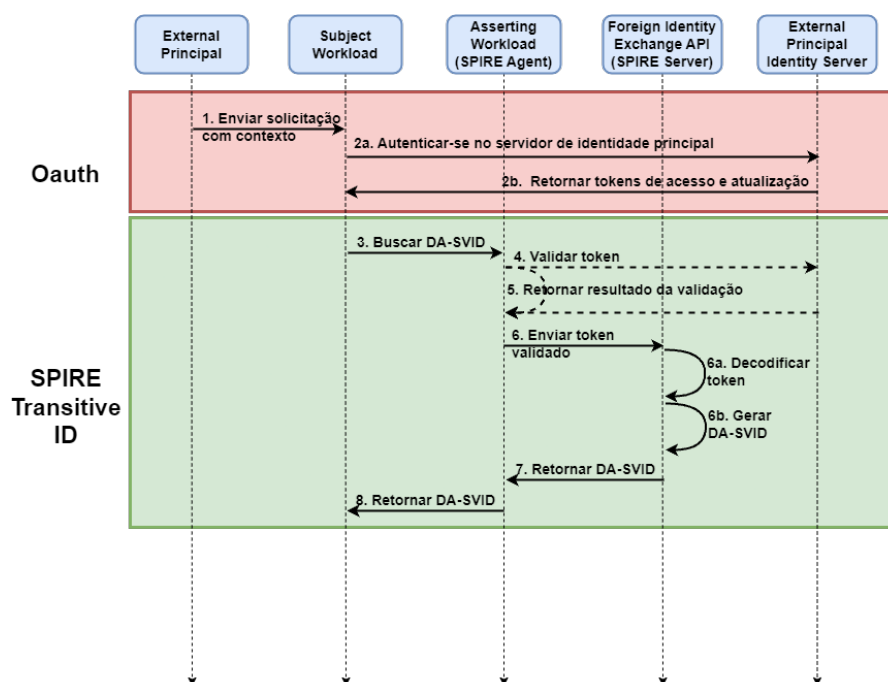 External
Principal
Subject
Workload
Asserting
Workload
(SPIRE Agent)
Foreign Identity
Exchange API
(SPIRE Server)
External
Principal
Identity Server
Oauth
1. Enviar solicitação
com contexto
2a. Autenticar-se no servidor de identidade principal
2b. Retornar tokens de acesso e atualização
SPIRE
Transitive
ID
3. Buscar DA-SVID
4. Validar token
5. Retornar resultado da validação
6. Enviar token
validado
6a. Decodificar
token
6b. Gerar
DA-SVID
7. Retornar DA-SVID
8. Retornar DA-SVID